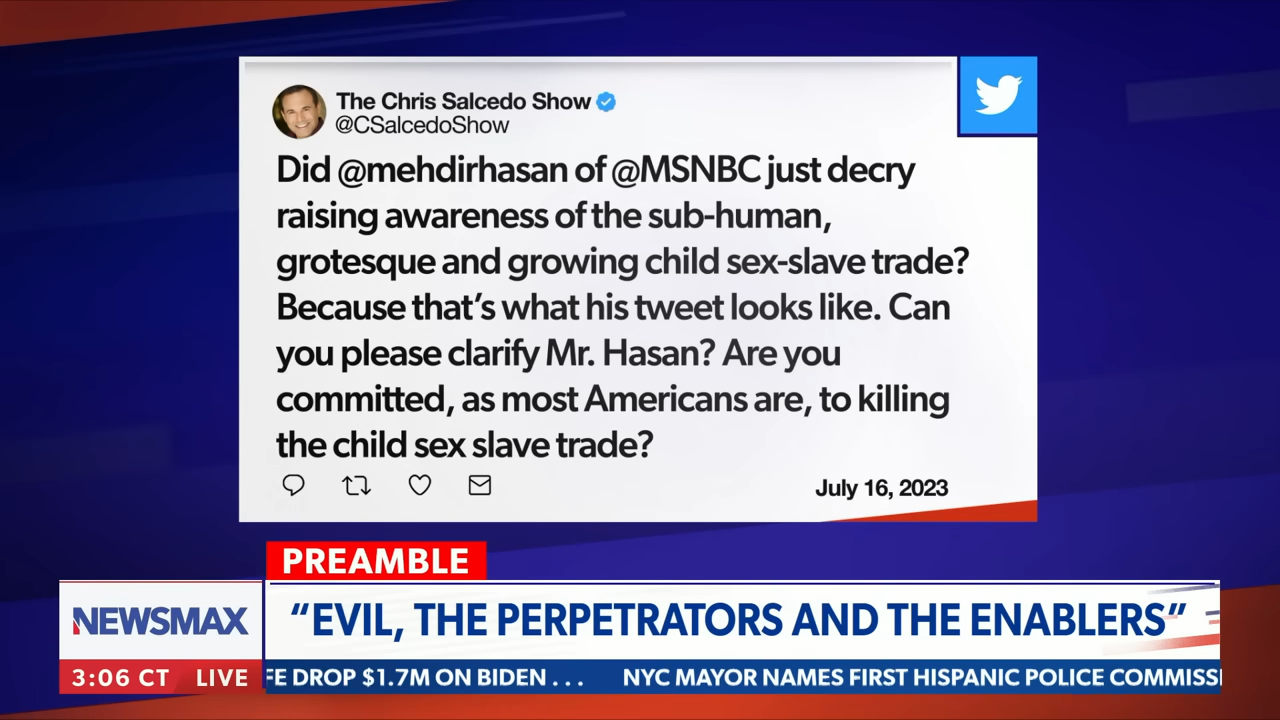 The Chris Salcedo Show
@CSalcedoShow
Did @mehdirhasan of @MSNBC just decry
raising awareness of the sub-human,
grotesque and growing child sex-slave trade?
Because that's what his tweet looks like. Can
you please clarify Mr. Hasan? Are you
committed, as most Americans are, to killing
the child sex slave trade?
July 16, 2023
PREAMBLE
NEWSMAX
“EVIL, THE PERPETRATORS AND THE ENABLERS”
3:06 CT LIVE
FE DROP $1.7M ON BIDEN . . . NYC MAYOR NAMES FIRST HISPANIC POLICE COMMISSI